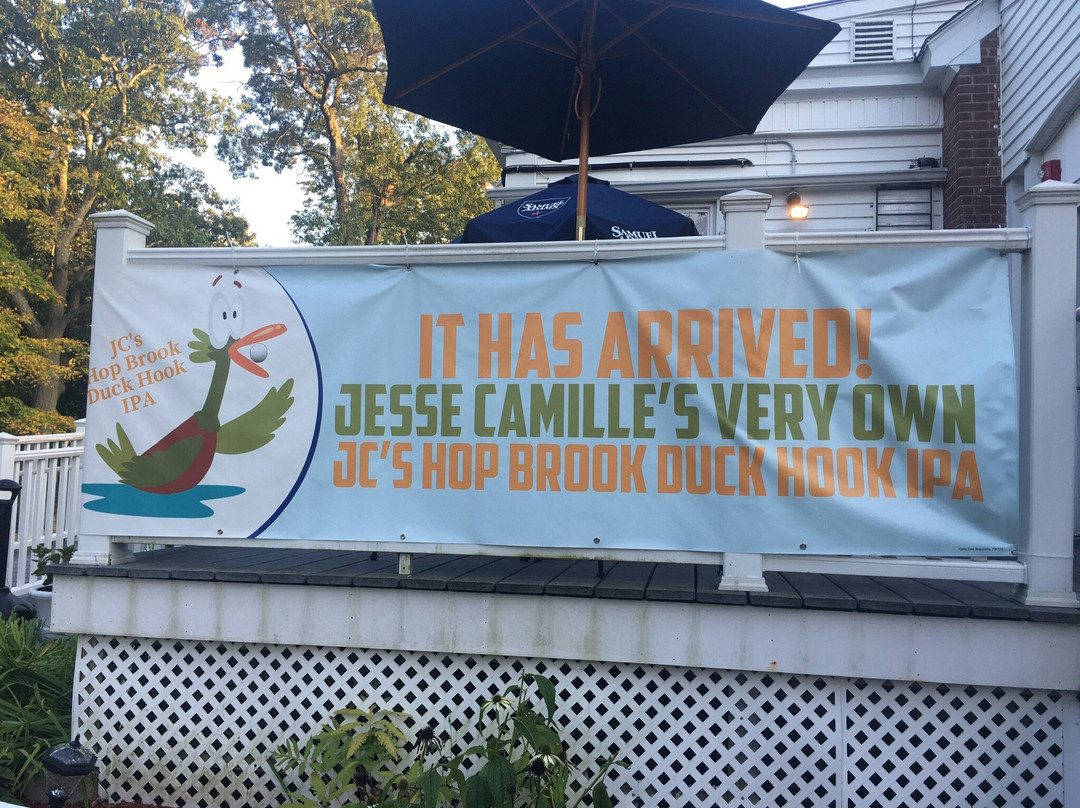 SAMUEL ADAMS
SAMUEL
JC's
Hop Brook
Duck Hook
IPA
IT HAS ARRIVED!
JESSE CAMILLE'S VERY OWN
JC'S HOP BROOK DUCK HOOK IPA